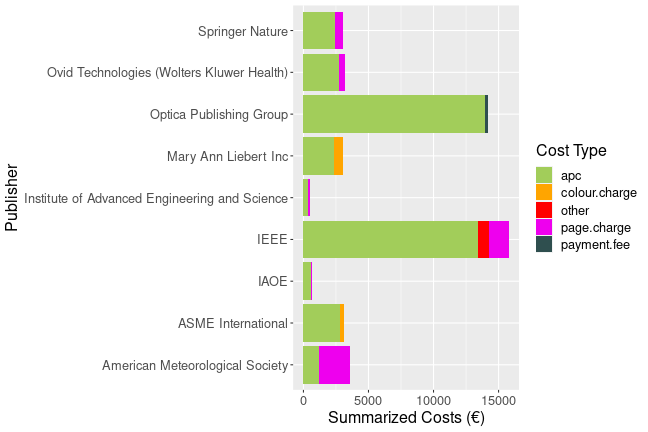 Publisher
Springer Nature
Ovid Technologies (Wolters Kluwer Health)
Optica Publishing Group
Mary Ann Liebert Inc
Institute of Advanced Engineering and Science
IEEE
IAOE
ASME International
American Meteorological Society
0 5000 10000 15000
Summarized Costs (€)
Cost Type
apc
colour.charge
other
page.charge
payment.fee